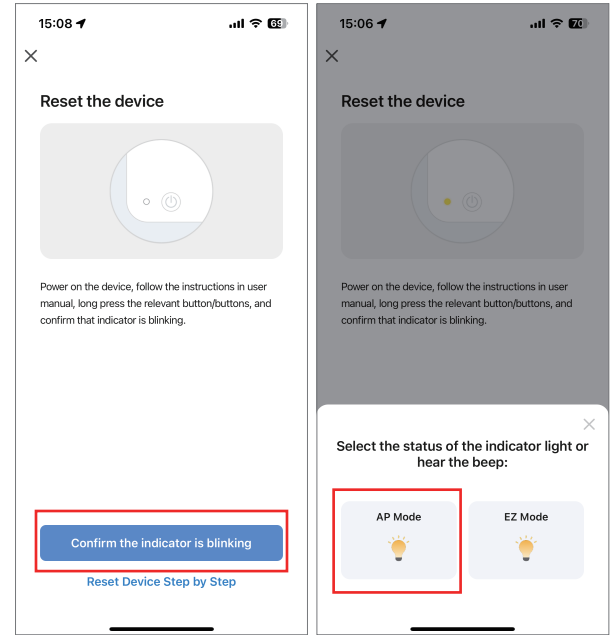 15:08
69
Reset the device
Power on the device, follow the instructions in user
manual, long press the relevant button/buttons, and
confirm that indicator is blinking.
Confirm the indicator is blinking
Reset Device Step by Step
15:06
70
Reset the device
Power on the device, follow the instructions in user
manual, long press the relevant button/buttons, and
confirm that indicator is blinking.
Select the status of the indicator light or
hear the beep:
AP Mode
EZ Mode